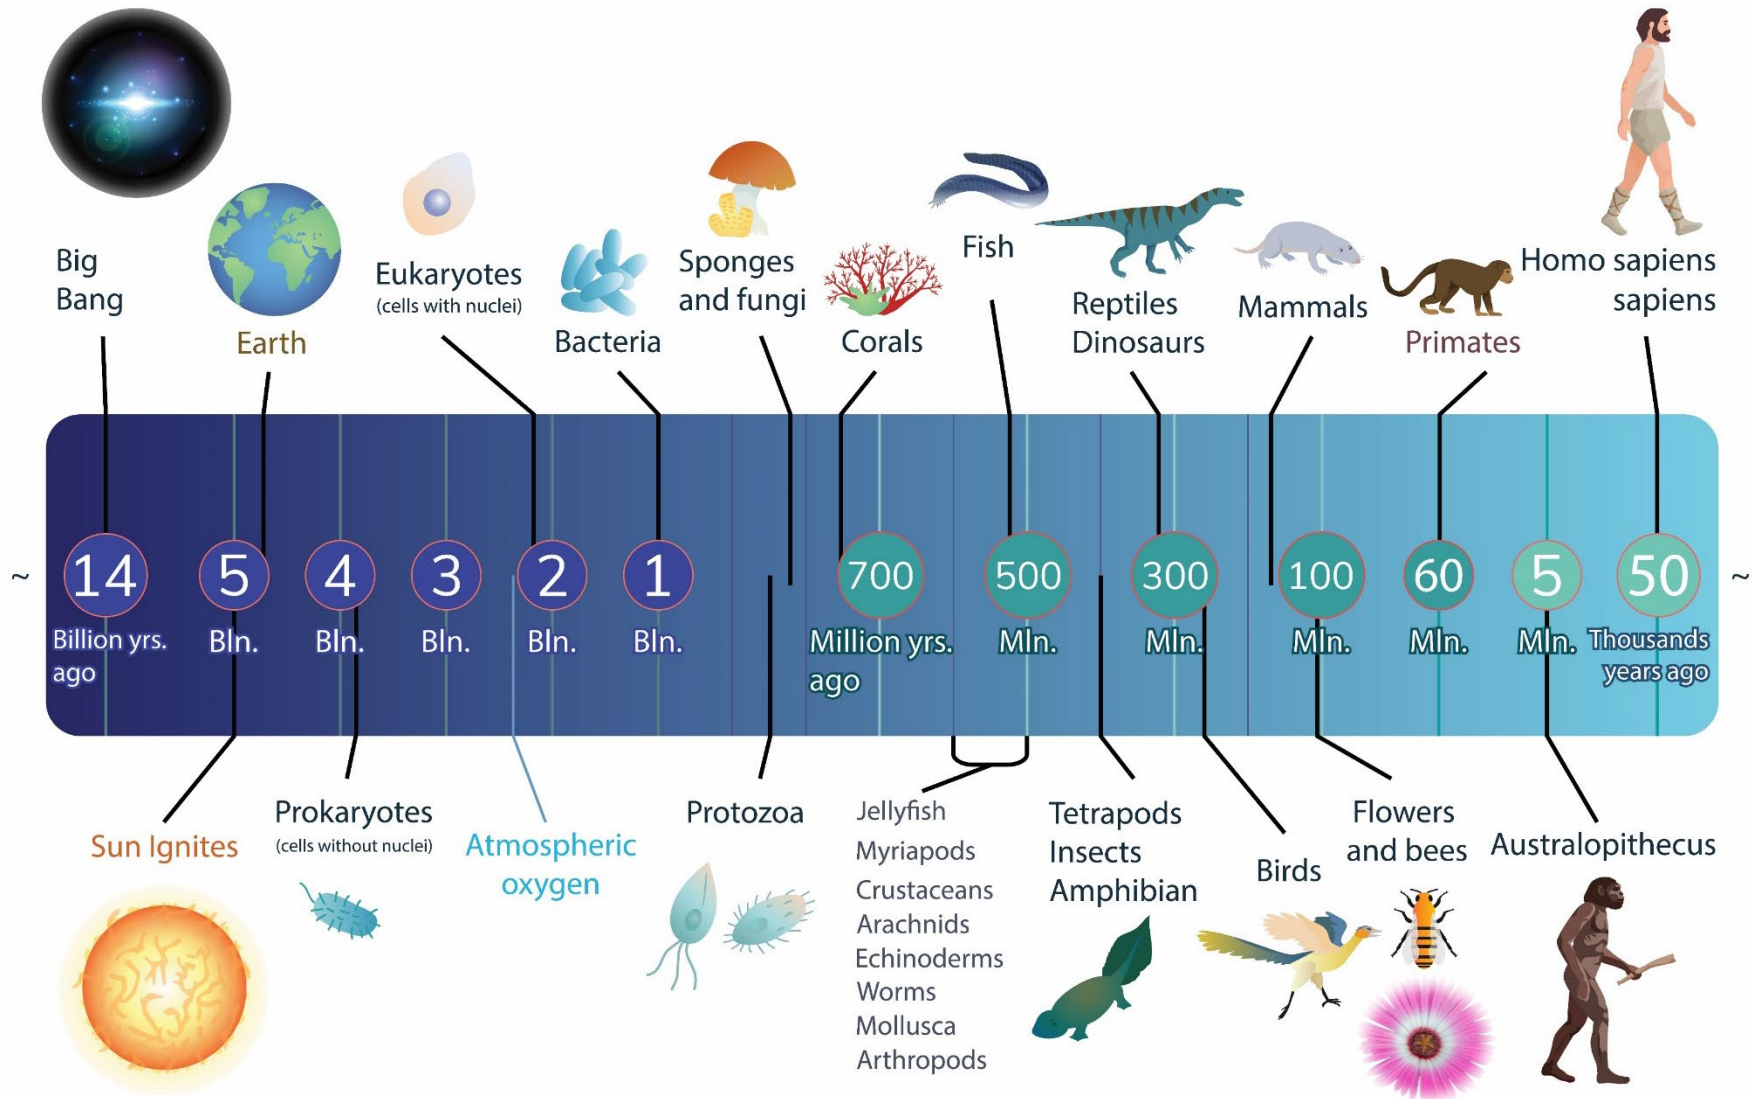 Big
Bang
Earth
Eukaryotes
(cells with nuclei)
Bacteria
Sponges
and fungi
Corals
Fish
Reptiles
Dinosaurs
Mammals
Primates
Homo sapiens
sapiens
~
14
Billion yrs.
ago
5
Bln.
4
Bln.
3
Bln.
2
Bln.
1
Bln.
700
Million yrs.
ago
500
Mln.
300
Mln.
100
Mln.
60
Mln.
5
Mln.
50
Thousands
years ago
~
Sun Ignites
Prokaryotes
(cells without nuclei)
Atmospheric
oxygen
Protozoa
Jellyfish
Myriapods
Crustaceans
Arachnids
Echinoderms
Worms
Mollusca
Arthropods
Tetrapods
Insects
Amphibian
Birds
Flowers
and bees
Australopithecus